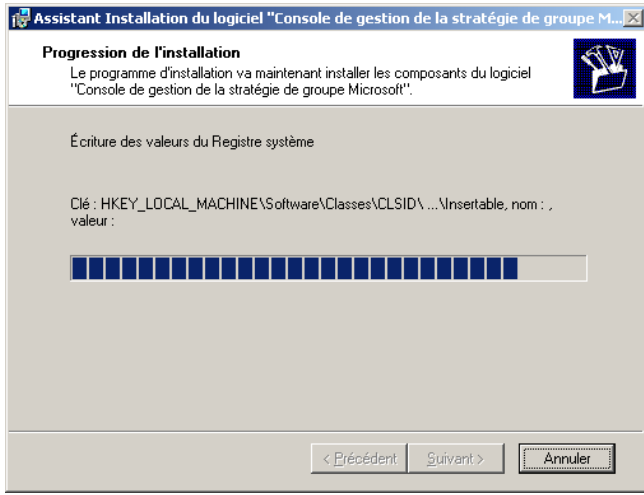 Assistant Installation du logiciel "Console de gestion de la stratégie de groupe M...
Progression de l'installation
Le programme d'installation va maintenant installer les composants du logiciel
"Console de gestion de la stratégie de groupe Microsoft".
Écriture des valeurs du Registre système
Clé : HKEY_LOCAL_MACHINE\Software\Classes\CLSID\ ...\Insertable, nom : ,
valeur :
< Précédent Suivant > Annuler